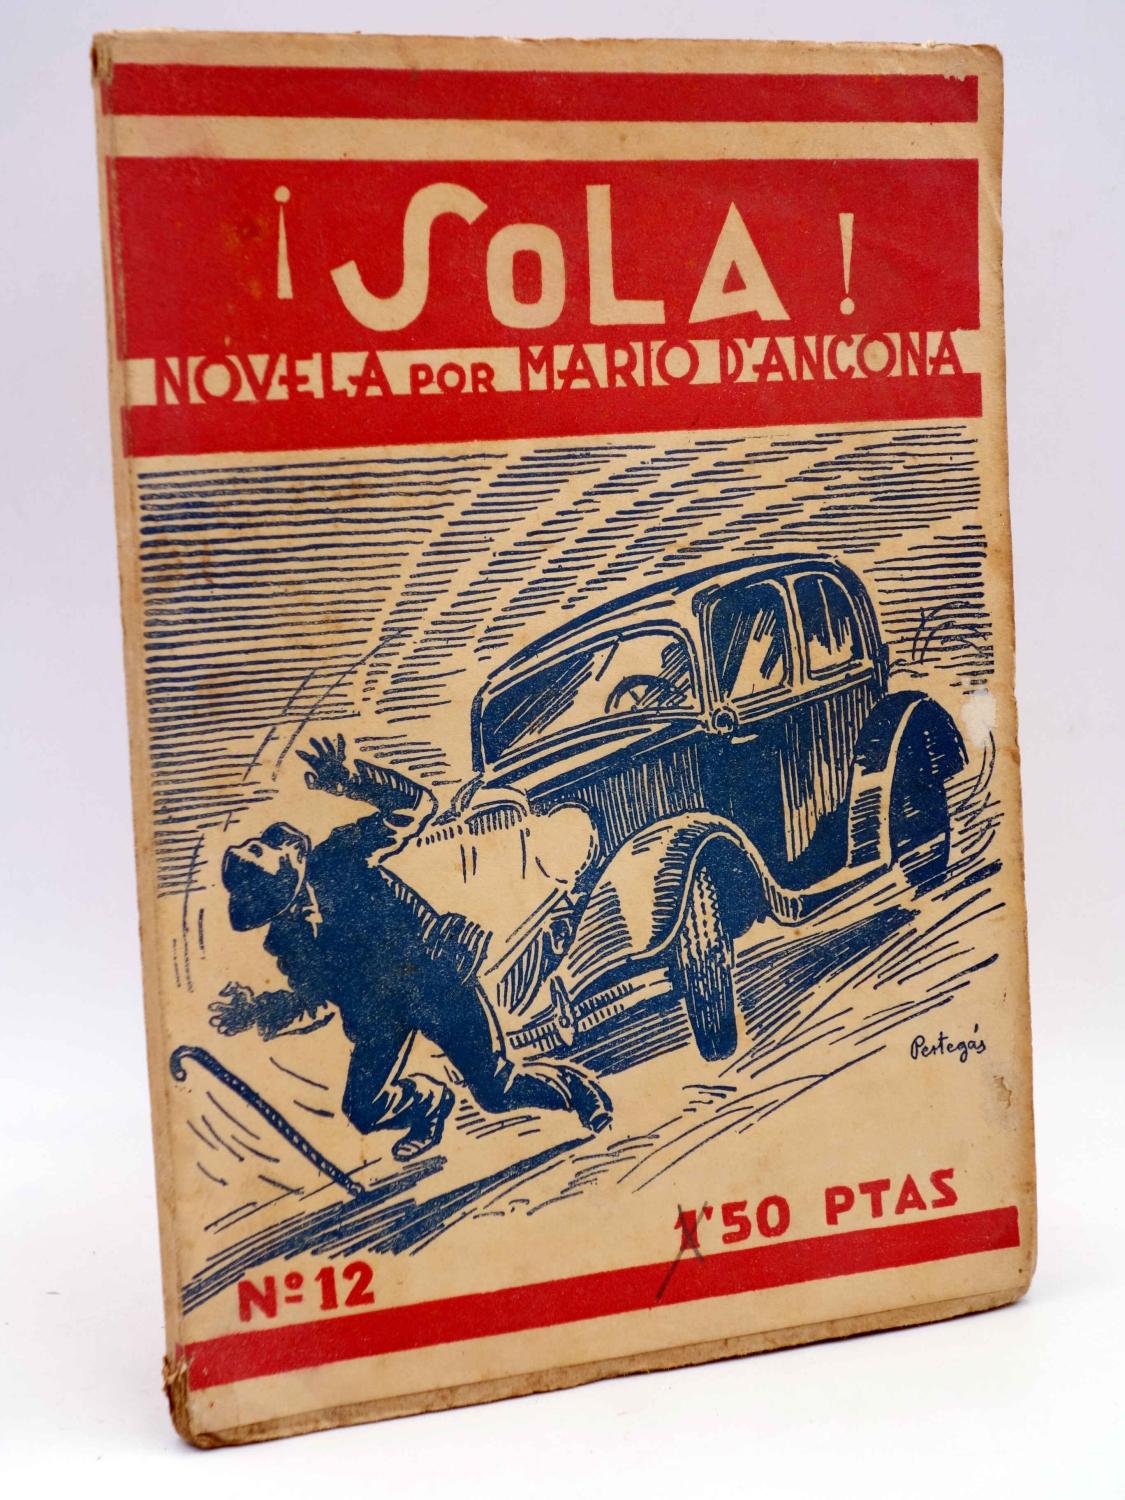 ¡SOLA!
NOVELA POR MARIO D'ANCONA
Pertegás
1'50 PTAS
Nº 12